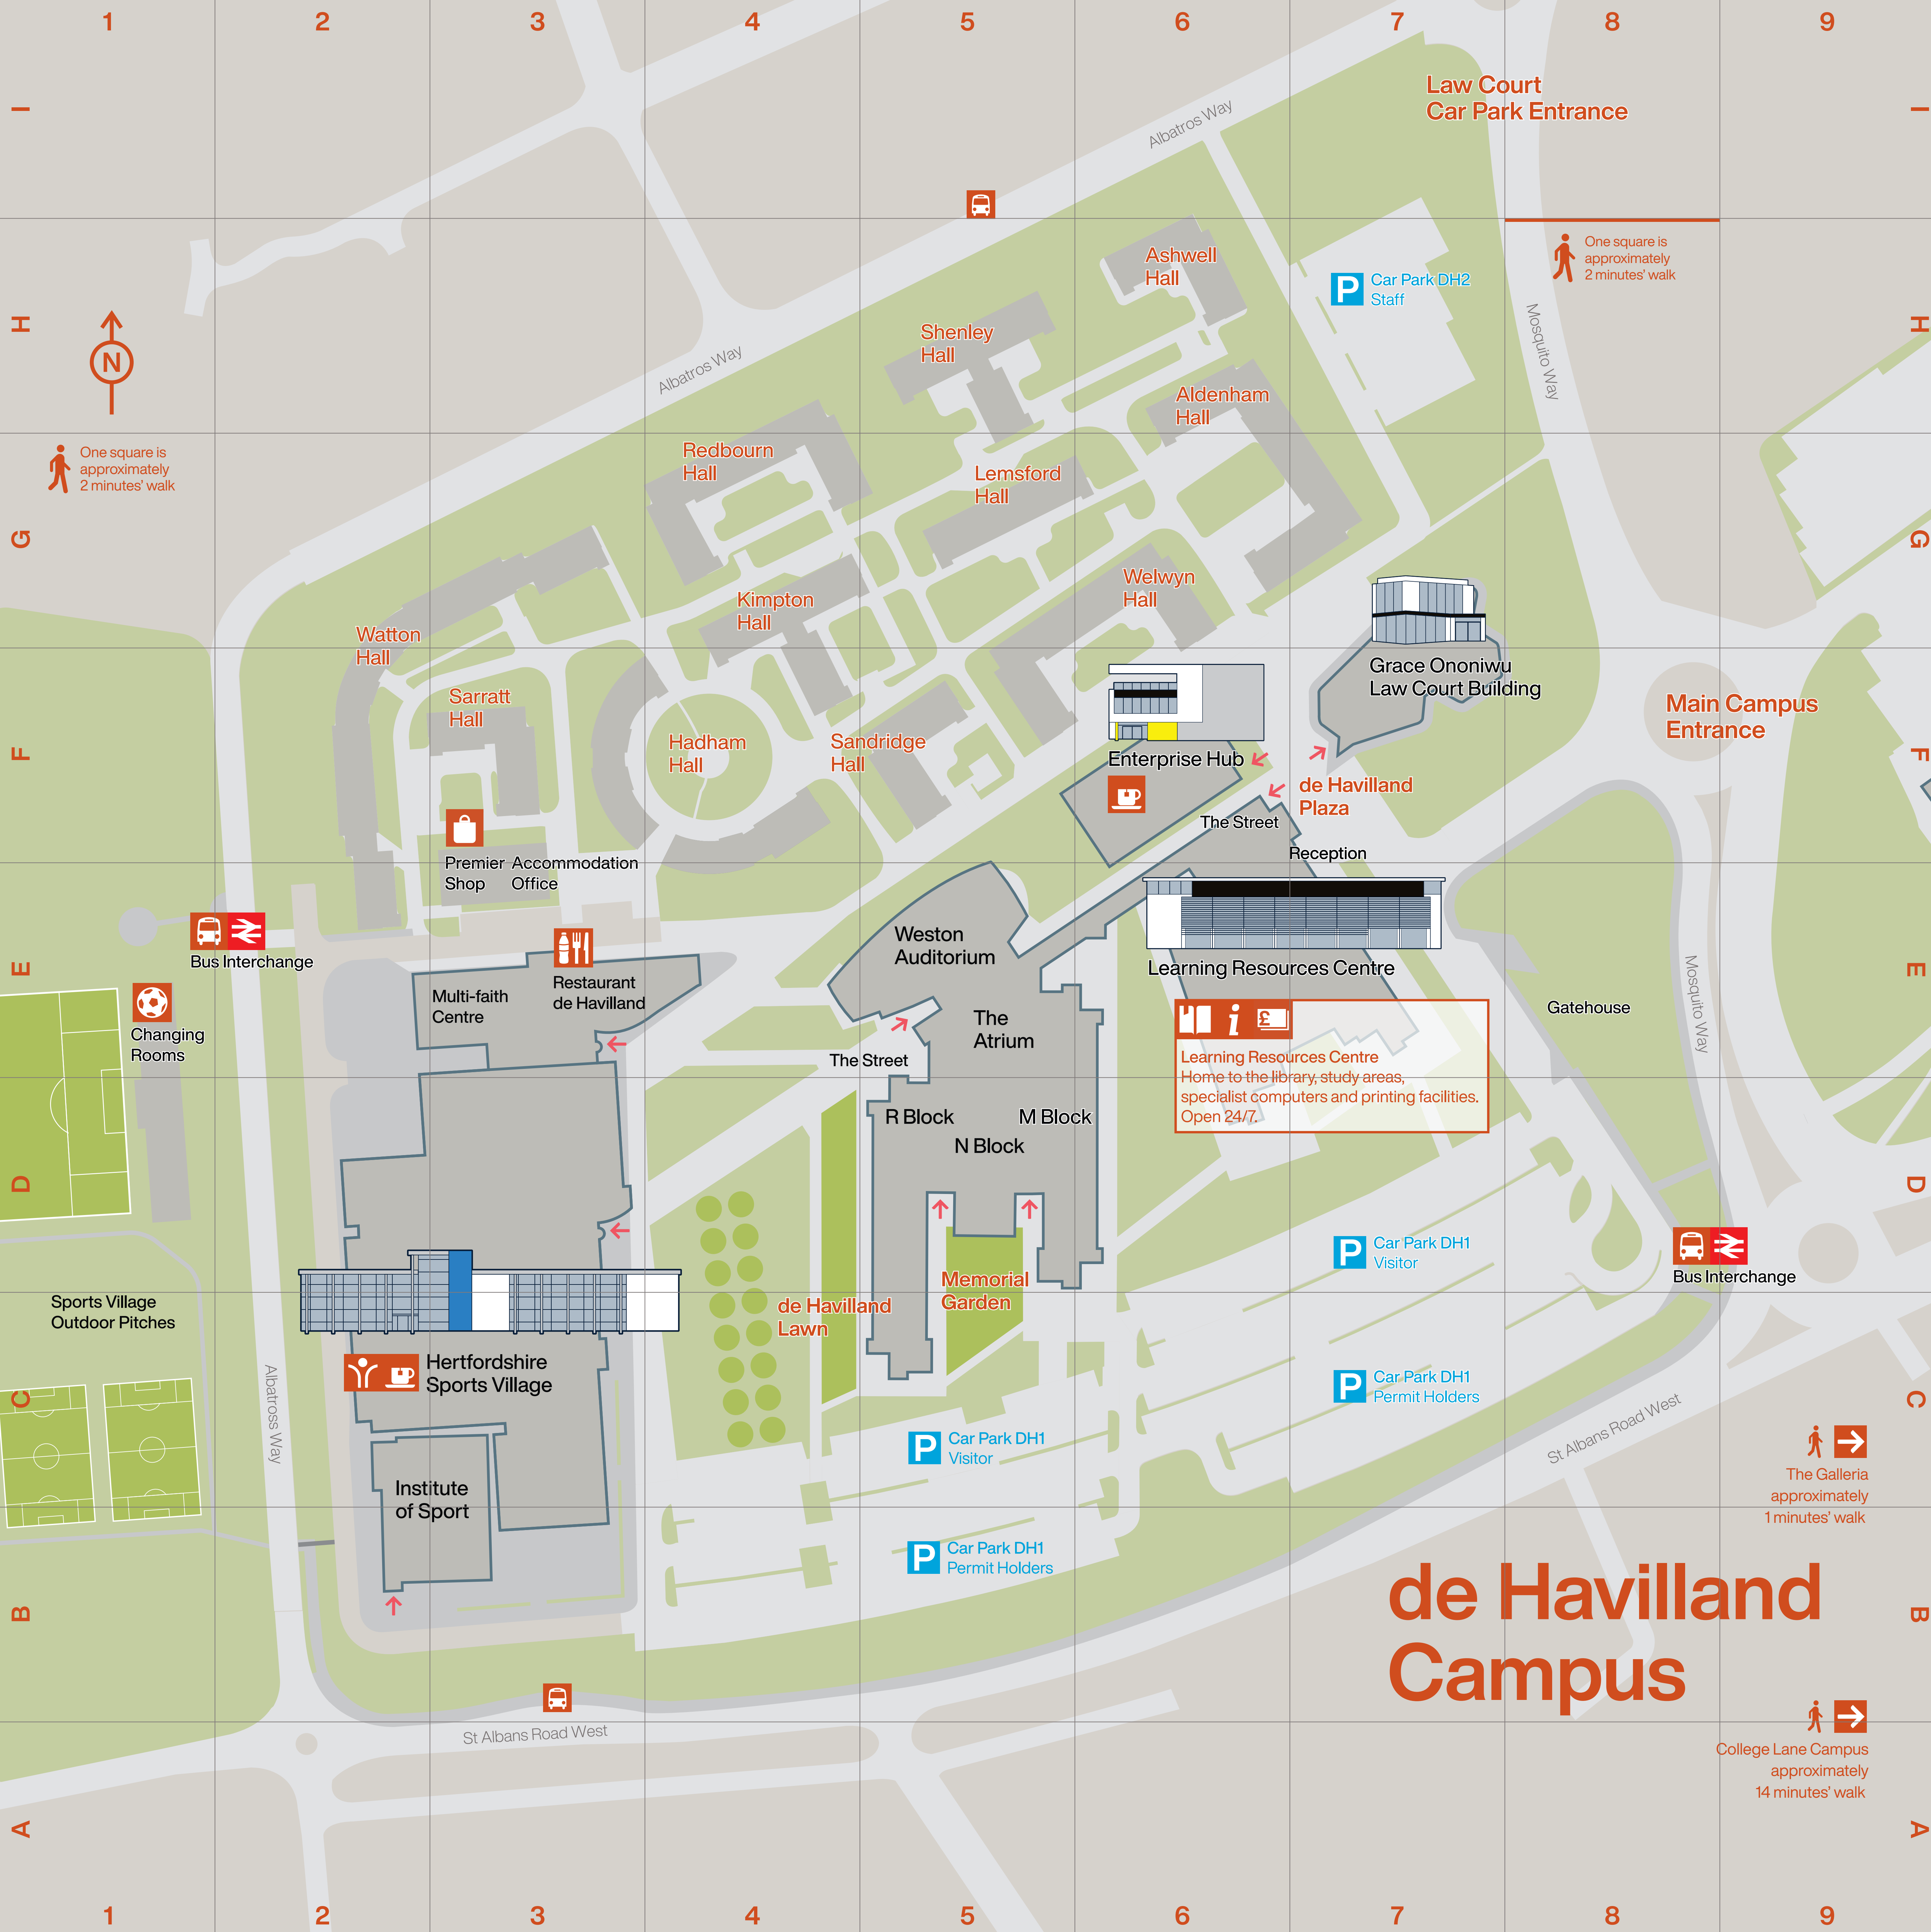 1 2 3 4 5 6 7 8 9
I
I
Law Court
Car Park Entrance
Albatros Way
H
H
Ashwell
Hall
One square is
approximately
2 minutes' walk
P
Car Park DH2
Staff
Mosquito Way
Shenley
Hall
N
Albatros Way
Aldenham
Hall
G
G
One square is
approximately
2 minutes' walk
Redbourn
Hall
Lemsford
Hall
Welwyn
Hall
Kimpton
Hall
Watton
Hall
F
F
Grace Ononiwu
Law Court Building
Sarratt
Hall
Main Campus
Entrance
Hadham
Hall
Sandridge
Hall
Enterprise Hub
de Havilland
Plaza
The Street
Reception
Premier
Shop
Accommodation
Office
E
E
Bus Interchange
Weston
Auditorium
Learning Resources Centre
Multi-faith
Centre
Restaurant
de Havilland
Changing
Rooms
The
Atrium
The Street
Gatehouse
Mosquito Way
i £
Learning Resources Centre
Home to the library, study areas,
specialist computers and printing facilities.
Open 24/7.
D
D
R Block
M Block
N Block
P
Car Park DH1
Visitor
Bus Interchange
Memorial
Garden
de Havilland
Lawn
Sports Village
Outdoor Pitches
C
C
Albatross Way
Hertfordshire
Sports Village
P
Car Park DH1
Permit Holders
St Albans Road West
P
Car Park DH1
Visitor
The Galleria
approximately
1 minutes' walk
Institute
of Sport
B
B
P
Car Park DH1
Permit Holders
de Havilland
Campus
St Albans Road West
College Lane Campus
approximately
14 minutes' walk
A
A
1 2 3 4 5 6 7 8 9